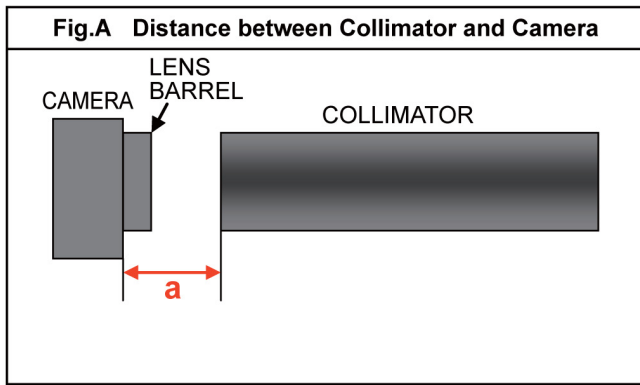 Fig.A Distance between Collimator and Camera
LENS
BARREL
CAMERA
COLLIMATOR
a